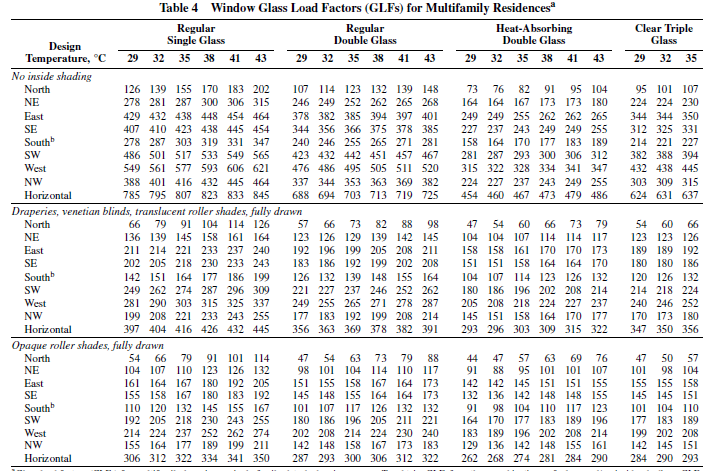 Table 4 Window Glass Load Factors (GLFs) for Multifamily Residencesᵃ
Regular Regular Heat-Absorbing Clear Triple
Design Single Glass Double Glass Double Glass Glass
Temperature, °C 29 32 35 38 41 43 29 32 35 38 41 43 29 32 35 38 41 43 29 32 35
No inside shading
North 126 139 155 170 183 202 107 114 123 132 139 148 73 76 82 91 95 104 95 101 107
NE 278 281 287 300 306 315 246 249 252 262 265 268 164 164 167 173 173 180 224 224 230
East 429 432 438 448 454 464 378 382 385 394 397 401 249 249 255 262 262 265 344 344 350
SE 407 410 423 438 445 454 344 356 366 375 378 385 227 237 243 249 249 255 312 325 331
Southᵇ 278 287 303 319 331 347 240 246 255 265 271 281 158 164 170 177 183 189 214 221 227
SW 486 501 517 533 549 565 423 432 442 451 457 467 281 287 293 300 306 312 382 388 394
West 549 561 577 593 606 621 476 486 495 505 511 520 315 322 328 334 341 347 432 438 445
NW 388 401 416 432 445 464 337 344 353 363 369 382 224 227 237 243 249 255 303 309 315
Horizontal 785 795 807 823 833 845 688 694 703 713 719 725 454 460 467 473 479 486 624 631 637
Draperies, venetian blinds, translucent roller shades, fully drawn
North 66 79 91 104 114 126 57 66 73 82 88 98 47 54 60 66 73 79 54 60 66
NE 136 139 145 158 161 164 123 126 129 139 142 145 104 104 107 114 114 117 123 123 126
East 211 214 221 233 237 240 192 196 199 205 208 211 158 158 161 170 170 173 189 189 192
SE 202 205 218 230 233 243 183 186 192 199 202 208 151 151 158 164 164 170 180 180 186
Southᵇ 142 151 164 177 186 199 126 132 139 148 155 164 104 107 114 123 126 132 120 126 132
SW 249 262 274 287 296 309 221 227 237 246 252 262 180 186 196 202 208 214 214 218 224
West 281 290 303 315 325 337 249 255 265 271 278 287 205 208 218 224 227 237 240 246 252
NW 199 208 221 233 243 255 177 183 192 199 208 214 145 151 158 164 170 177 170 173 180
Horizontal 397 404 416 426 432 445 356 363 369 378 382 391 293 296 303 309 315 322 347 350 356
Opaque roller shades, fully drawn
North 54 66 79 91 101 114 47 54 63 73 79 88 44 47 57 63 69 76 47 50 57
NE 104 107 110 123 126 132 98 101 104 114 110 117 91 88 95 101 101 107 101 98 104
East 161 164 167 180 192 205 151 155 158 167 164 173 142 142 145 151 151 155 155 155 158
SE 155 158 167 180 183 192 145 148 155 164 164 173 132 136 142 148 148 155 145 145 151
Southᵇ 110 120 132 145 155 167 101 107 117 126 132 132 91 98 104 110 117 123 101 104 110
SW 192 205 218 230 243 255 180 186 196 205 211 221 164 170 177 183 189 196 177 183 189
West 214 224 237 252 262 274 202 208 214 224 230 240 183 189 196 202 208 214 199 202 208
NW 155 164 177 189 199 211 142 148 158 167 173 183 129 136 142 148 155 161 142 145 151
Horizontal 306 312 322 334 341 350 287 293 300 306 312 322 262 268 274 281 284 290 284 290 293